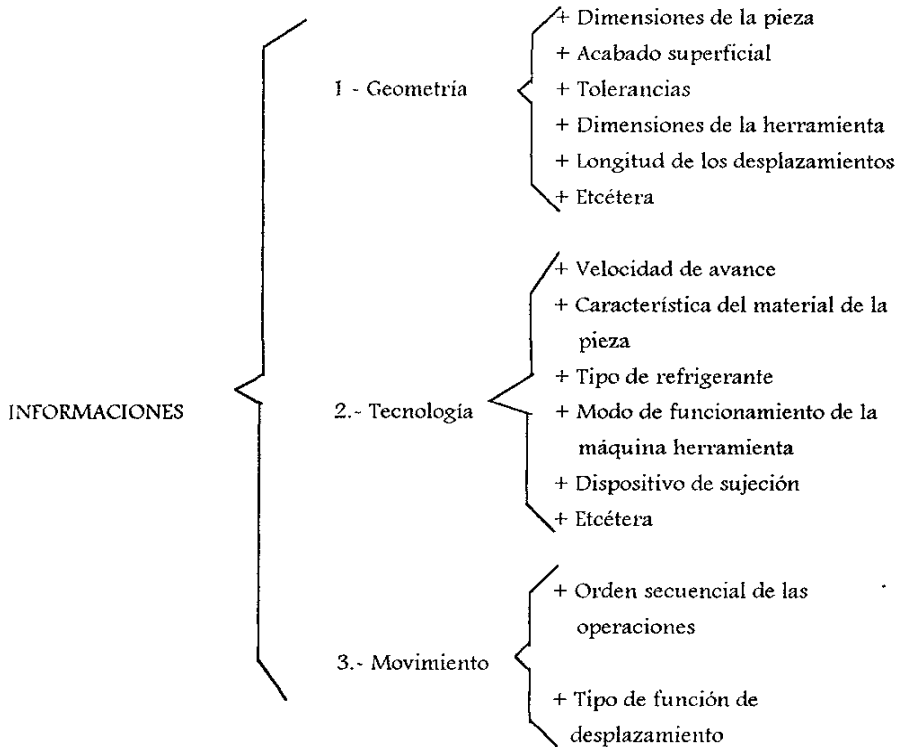 INFORMACIONES
1 - Geometría
+ Dimensiones de la pieza
+ Acabado superficial
+ Tolerancias
+ Dimensiones de la herramienta
+ Longitud de los desplazamientos
+ Etcétera
2.- Tecnología
+ Velocidad de avance
+ Característica del material de la
pieza
+ Tipo de refrigerante
+ Modo de funcionamiento de la
máquina herramienta
+ Dispositivo de sujeción
+ Etcétera
3.- Movimiento
+ Orden secuencial de las
operaciones
+ Tipo de función de
desplazamiento